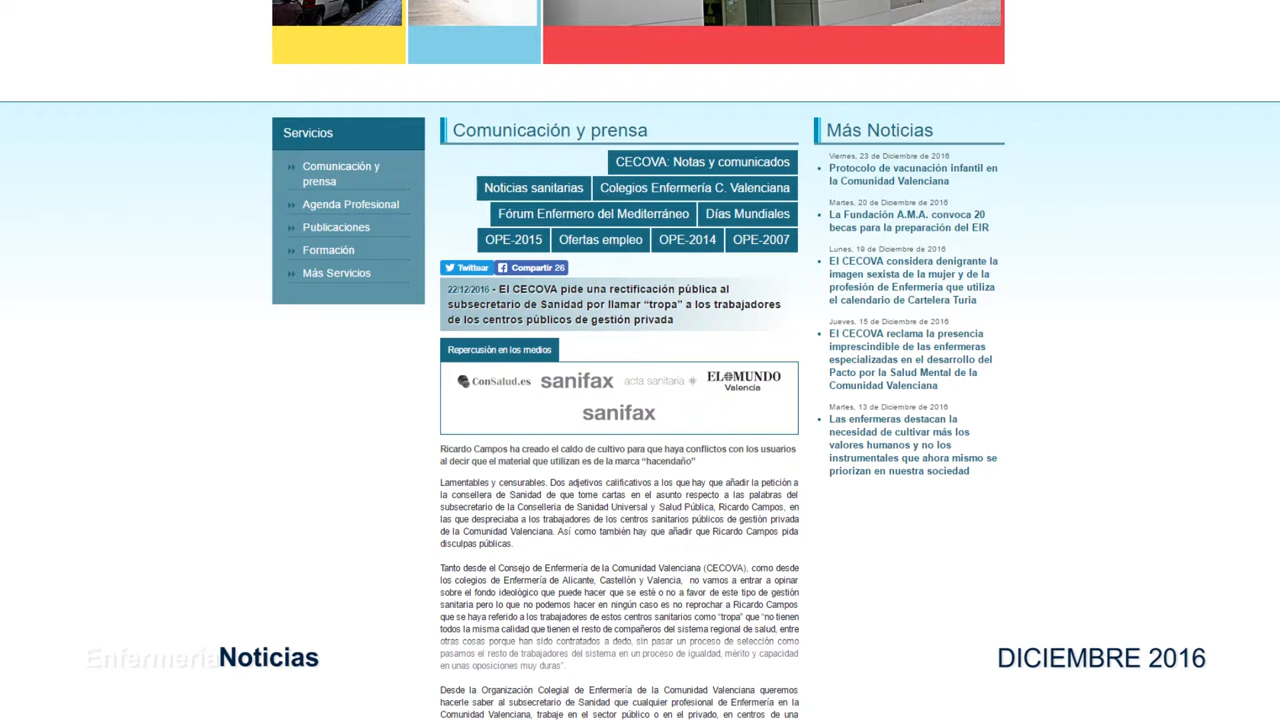 Servicios
Comunicación y
prensa
Agenda Profesional
Publicaciones
Formación
Más Servicios
Comunicación y prensa
CECOVA: Notas y comunicados
Noticias sanitarias
Colegios Enfermería C. Valenciana
Fórum Enfermero del Mediterráneo
Días Mundiales
OPE-2015
Ofertas empleo
OPE-2014
OPE-2007
Twittear
Compartir 26
22/12/2016 - El CECOVA pide una rectificación pública al
subsecretario de Sanidad por llamar “tropa” a los trabajadores
de los centros públicos de gestión privada
Repercusión en los medios
ConSalud.es
sanifax
acta sanitaria
EL MUNDO
Valencia
sanifax
Ricardo Campos ha creado el caldo de cultivo para que haya conflictos con los usuarios
al decir que el material que utilizan es de la marca “hacendaño”
Lamentables y censurables. Dos adjetivos calificativos a los que hay que añadir la petición a
la consellera de Sanidad de que tome cartas en el asunto respecto a las palabras del
subsecretario de la Conselleria de Sanidad Universal y Salud Pública, Ricardo Campos, en
las que despreciaba a los trabajadores de los centros sanitarios públicos de gestión privada
de la Comunidad Valenciana. Así como también hay que añadir que Ricardo Campos pida
disculpas públicas.
Tanto desde el Consejo de Enfermería de la Comunidad Valenciana (CECOVA), como desde
los colegios de Enfermería de Alicante, Castellón y Valencia, no vamos a entrar a opinar
sobre el fondo ideológico que puede hacer que se esté o no a favor de este tipo de gestión
sanitaria pero lo que no podemos hacer en ningún caso es no reprochar a Ricardo Campos
que se haya referido a los trabajadores de estos centros sanitarios como “tropa” que “no tienen
todos la misma calidad que tienen el resto de compañeros del sistema regional de salud, entre
otras cosas porque han sido contratados a dedo, sin pasar un proceso de selección como
pasamos el resto de trabajadores del sistema en un proceso de igualdad, mérito y capacidad
en unas oposiciones muy duras”.
Desde la Organización Colegial de Enfermería de la Comunidad Valenciana queremos
hacerle saber al subsecretario de Sanidad que cualquier profesional de Enfermería en la
Comunidad Valenciana, trabaje en el sector público o en el privado, en centros de una
Más Noticias
Viernes, 23 de Diciembre de 2016
Protocolo de vacunación infantil en
la Comunidad Valenciana
Martes, 20 de Diciembre de 2016
La Fundación A.M.A. convoca 20
becas para la preparación del EIR
Lunes, 19 de Diciembre de 2016
El CECOVA considera denigrante la
imagen sexista de la mujer y de la
profesión de Enfermería que utiliza
el calendario de Cartelera Turia
Jueves, 15 de Diciembre de 2016
El CECOVA reclama la presencia
imprescindible de las enfermeras
especializadas en el desarrollo del
Pacto por la Salud Mental de la
Comunidad Valenciana
Martes, 13 de Diciembre de 2016
Las enfermeras destacan la
necesidad de cultivar más los
valores humanos y no los
instrumentales que ahora mismo se
priorizan en nuestra sociedad
EnfermeriaNoticias
DICIEMBRE 2016